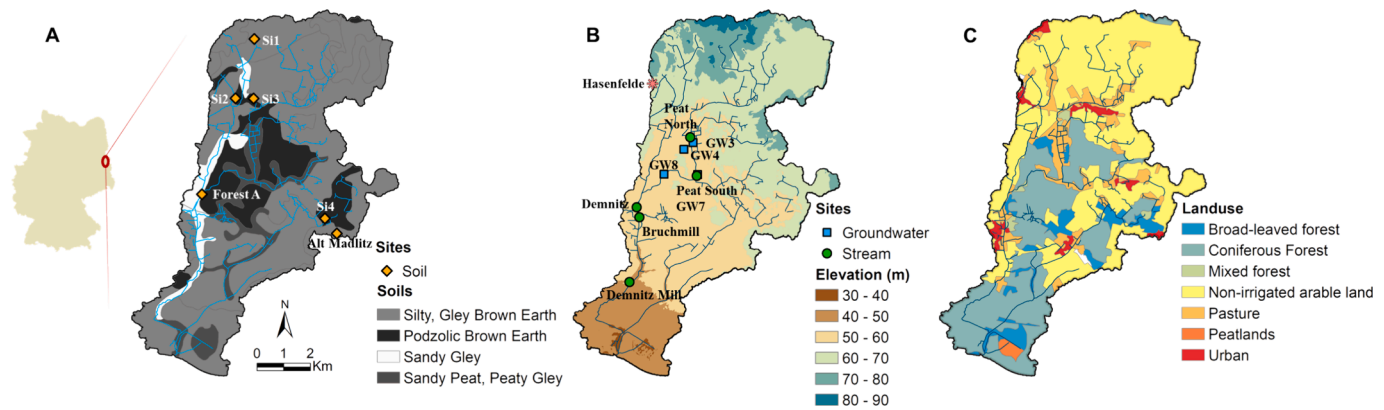 A
Si1
Si2
Si3
Forest A
Si4
Alt Madlitz
N
0 1 2
Km
Sites
Soil
Soils
Silty, Gley Brown Earth
Podzolic Brown Earth
Sandy Gley
Sandy Peat, Peaty Gley
B
Hasenfelde
Peat
North
GW3
GW4
GW8
Peat South
GW7
Demnitz
Bruchmill
Demnitz Mill
Sites
Groundwater
Stream
Elevation (m)
30 - 40
40 - 50
50 - 60
60 - 70
70 - 80
80 - 90
C
Landuse
Broad-leaved forest
Coniferous Forest
Mixed forest
Non-irrigated arable land
Pasture
Peatlands
Urban